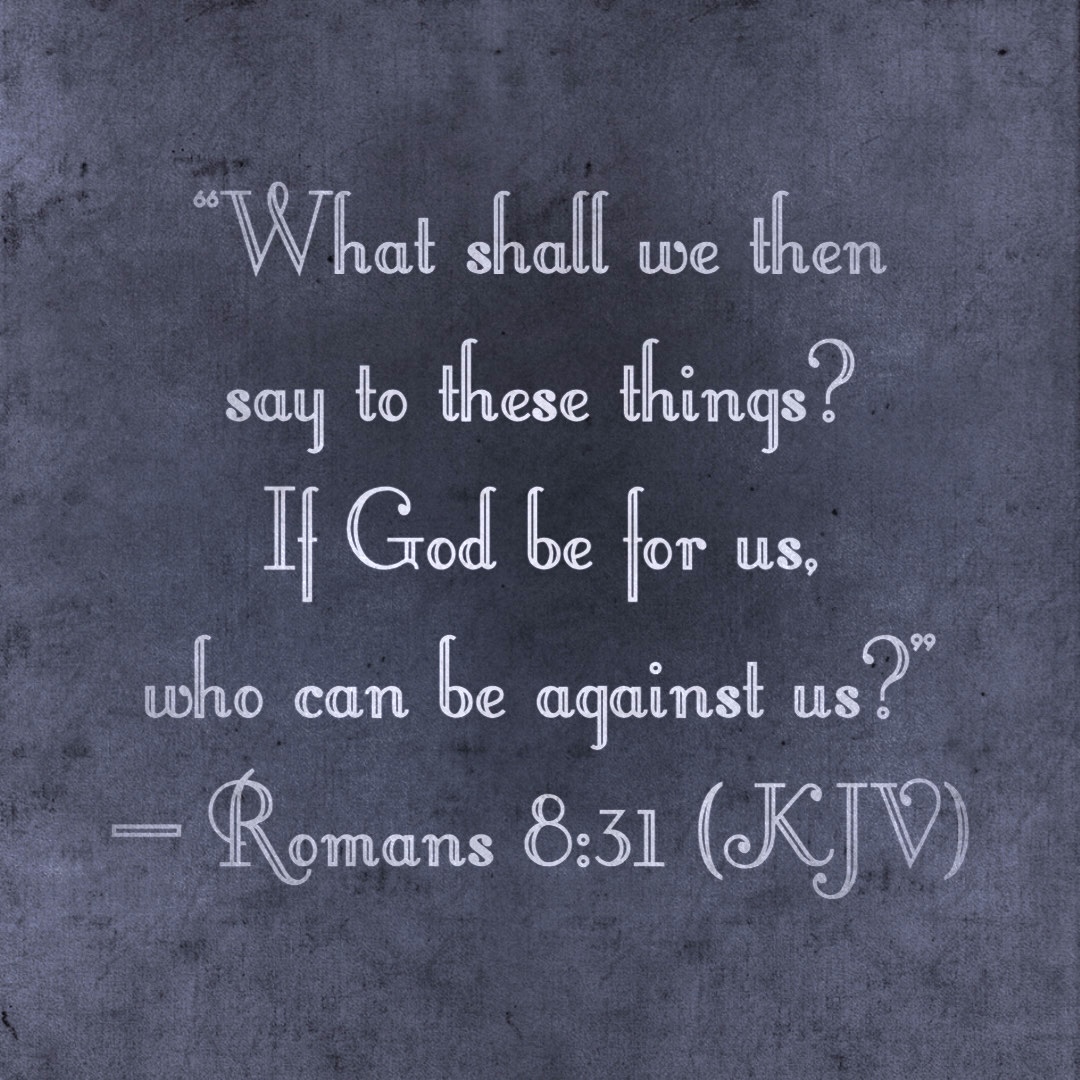 “What shall we then
say to these things?
If God be for us,
who can be against us?”
— Romans 8:31 (KJV)